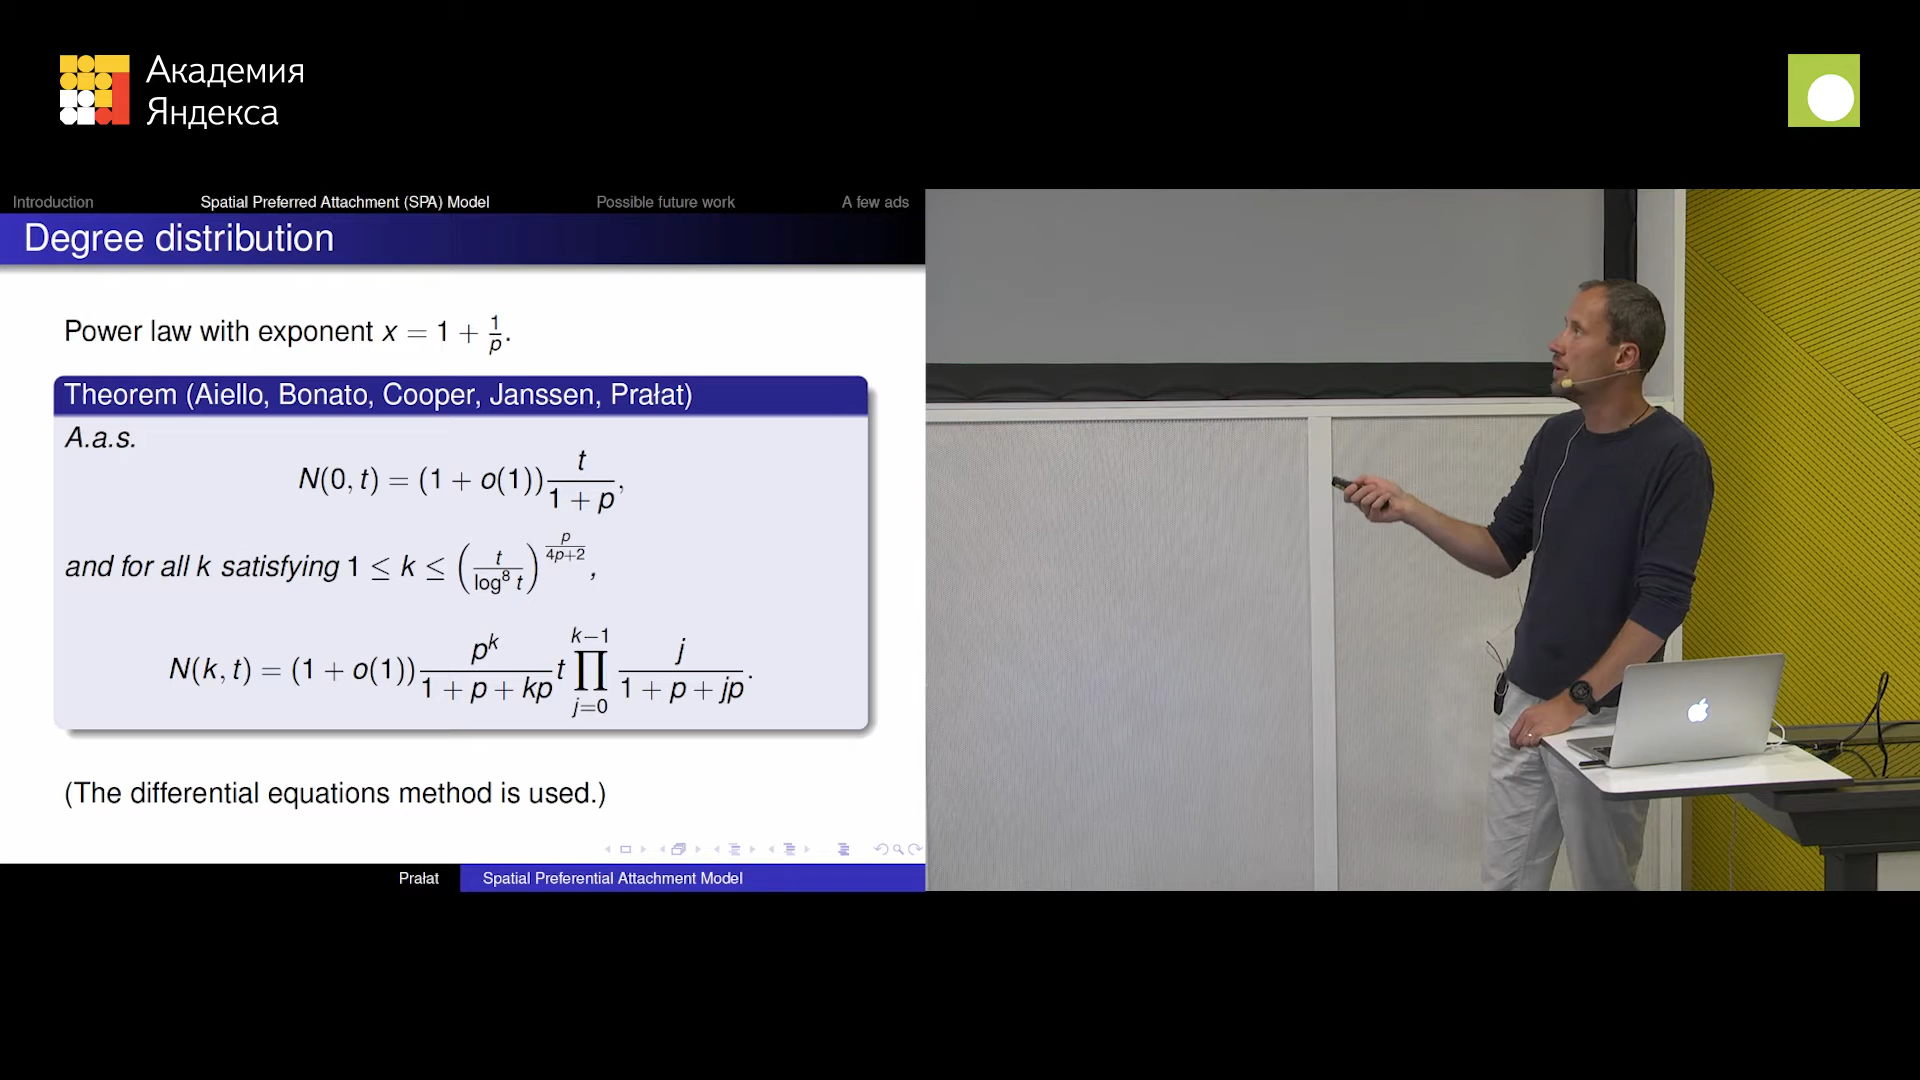 Академия
Яндекса
Introduction Spatial Preferred Attachment (SPA) Model Possible future work A few ads
Degree distribution
Power law with exponent x = 1 + 1/p.
Theorem (Aiello, Bonato, Cooper, Janssen, Prałat)
A.a.s.
N(0, t) = (1 + o(1)) t/(1 + p),
and for all k satisfying 1 ≤ k ≤ (t/log⁸ t)^(p/(4p+2)),
N(k, t) = (1 + o(1)) p^k/(1 + p + kp) t ∏_{j=0}^{k−1} j/(1 + p + jp).
(The differential equations method is used.)
Prałat Spatial Preferential Attachment Model